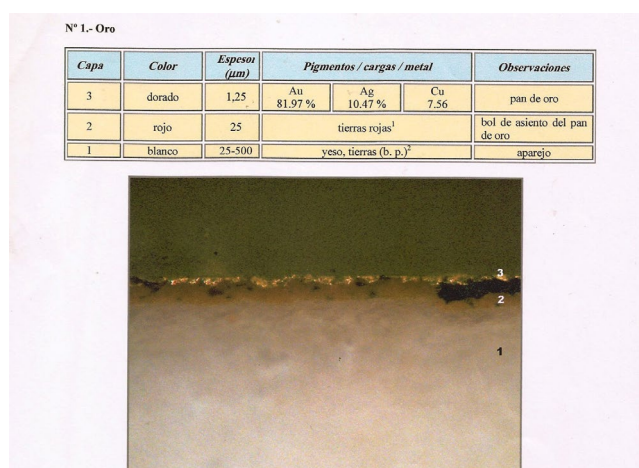 Nº 1.- Oro
Capa Color Espesor (µm) Pigmentos / cargas / metal Observaciones
3 dorado 1,25 Au 81.97 % Ag 10.47 % Cu 7.56 pan de oro
2 rojo 25 tierras rojas¹ bol de asiento del pan de oro
1 blanco 25-500 yeso, tierras (b. p.)² aparejo
3
2
1